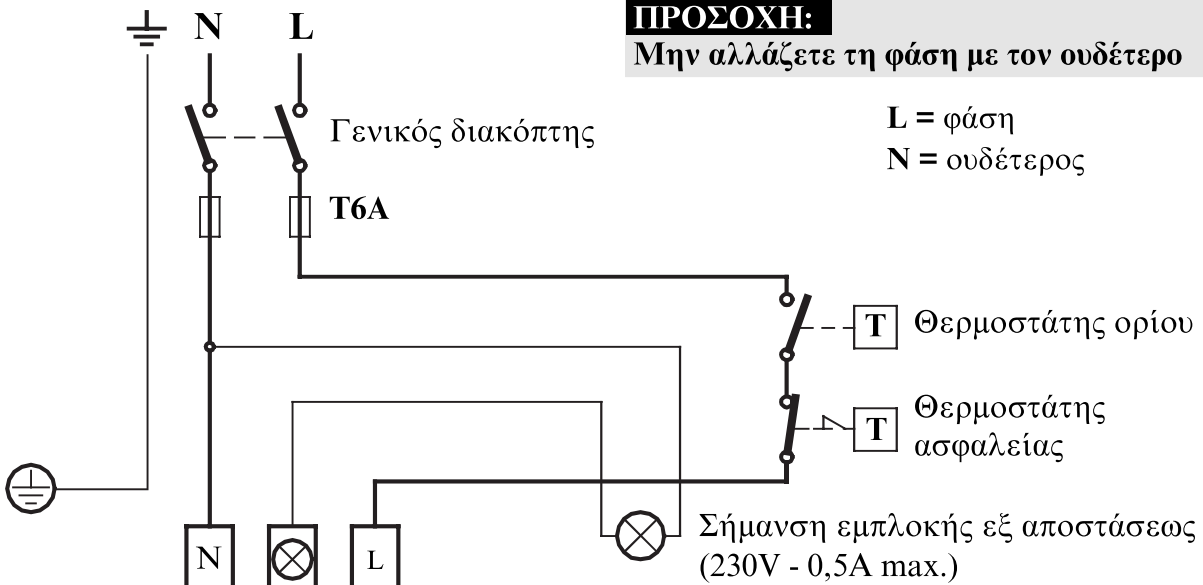 N L
ΠΡΟΣΟΧΗ:
Μην αλλάζετε τη φάση με τον ουδέτερο
L = φάση
N = ουδέτερος
Γενικός διακόπτης
T6A
T Θερμοστάτης ορίου
T Θερμοστάτης
ασφαλείας
Σήμανση εμπλοκής εξ αποστάσεως
(230V - 0,5A max.)
N L